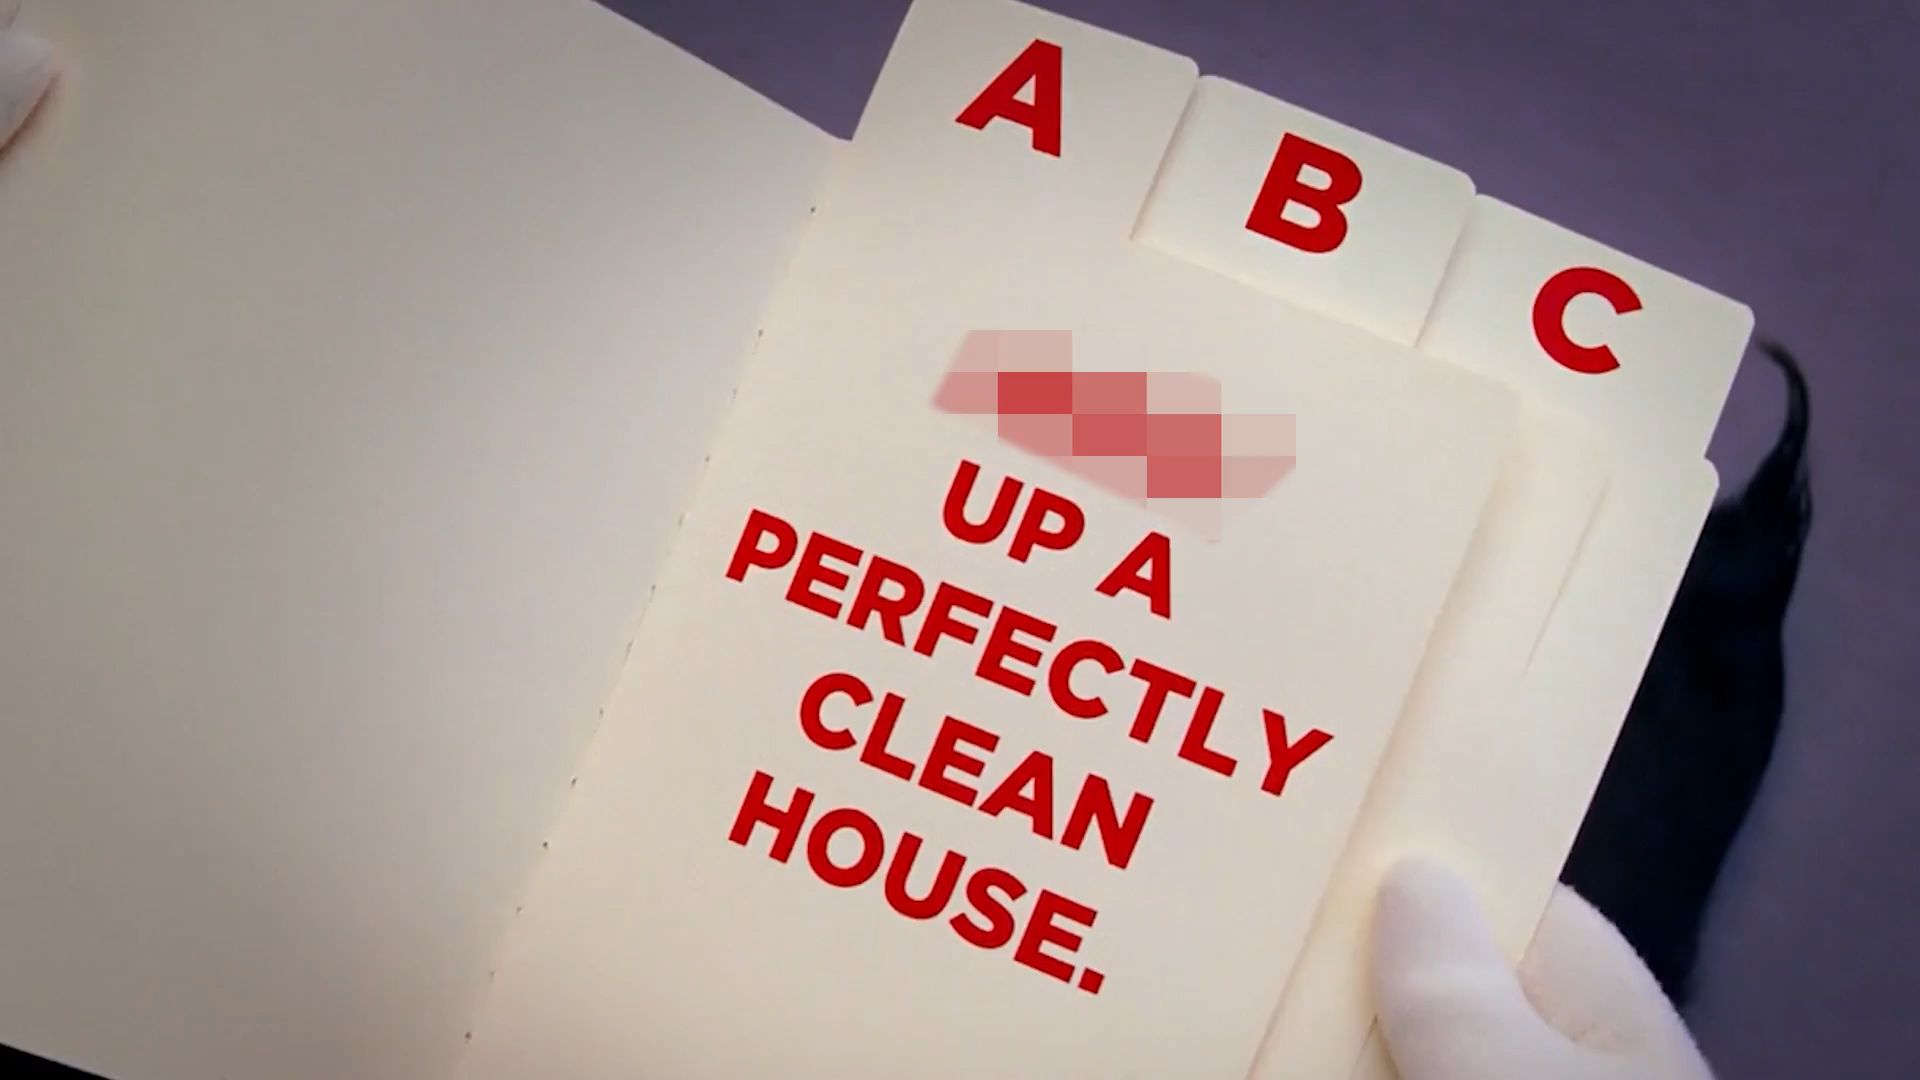 A
B
C
UP A
PERFECTLY
CLEAN
HOUSE.